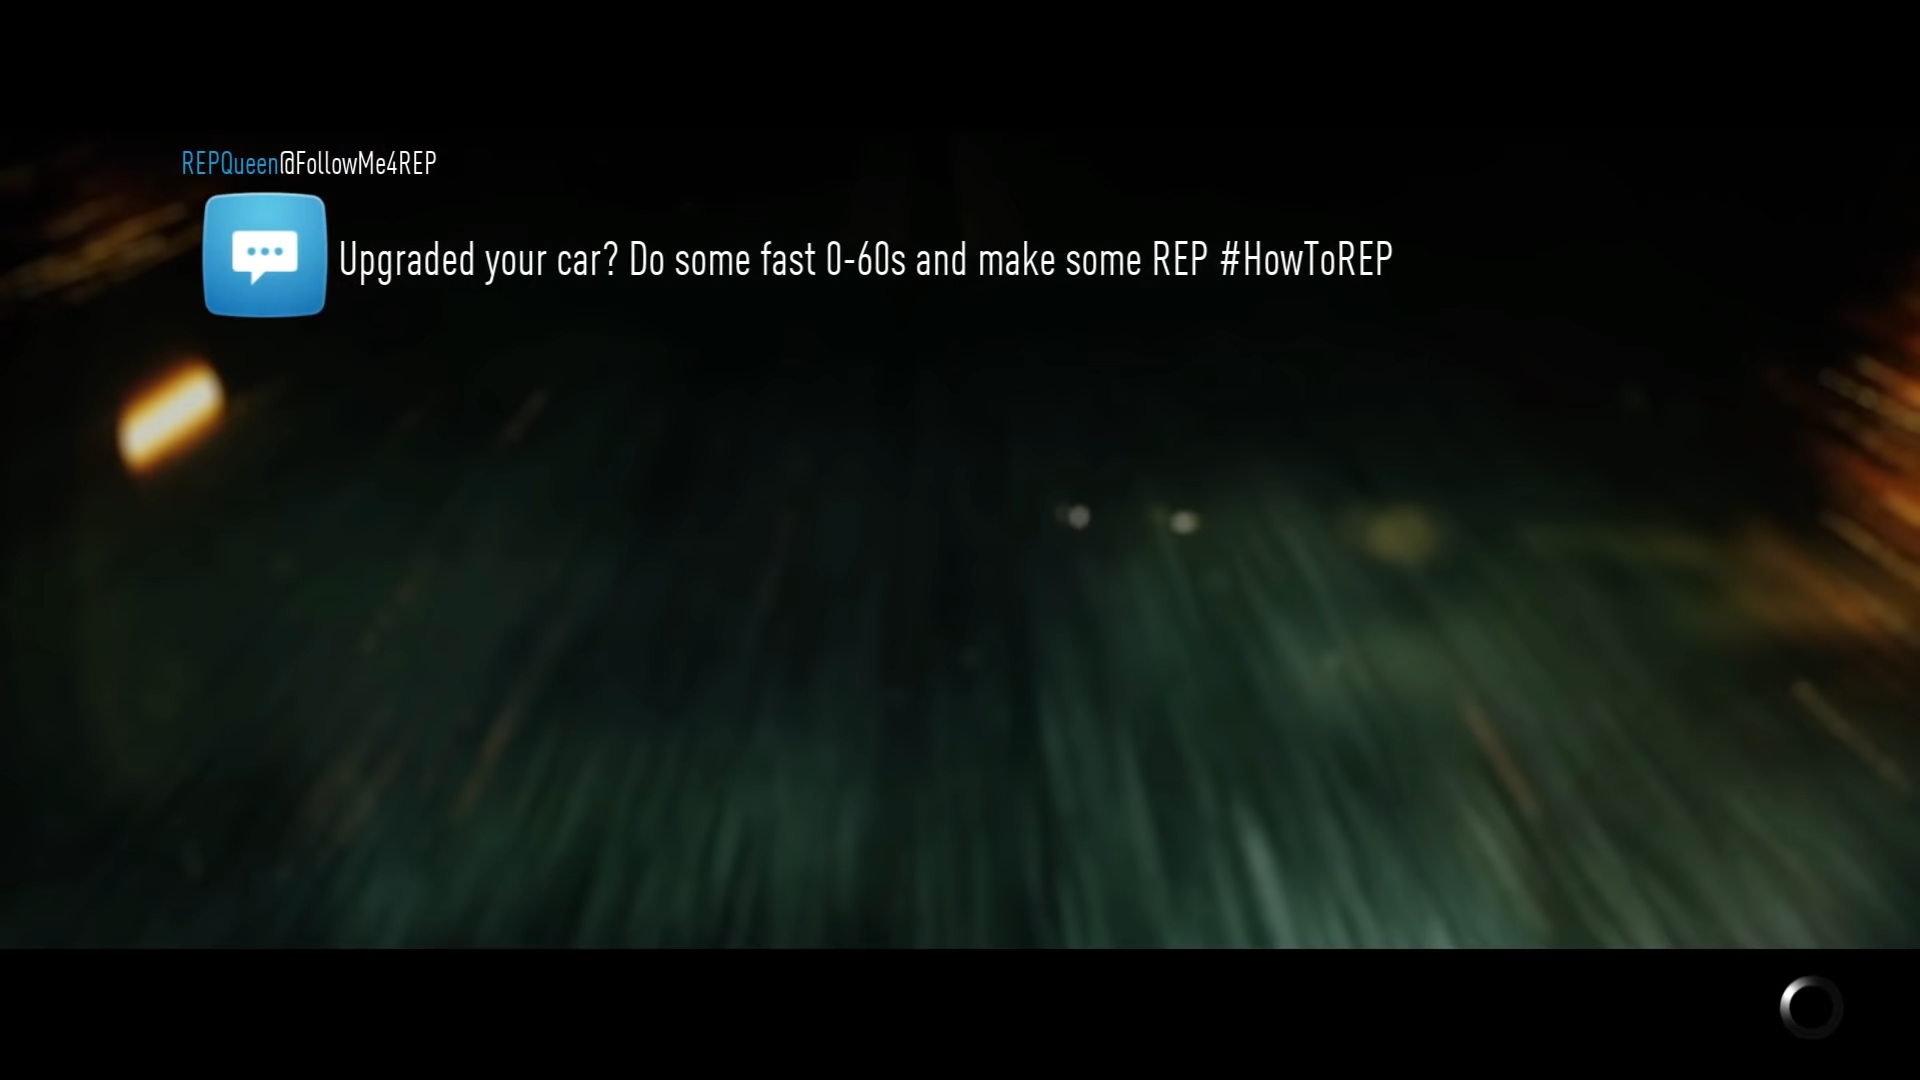 REPQueen@FollowMe4REP
Upgraded your car? Do some fast 0-60s and make some REP #HowToREP